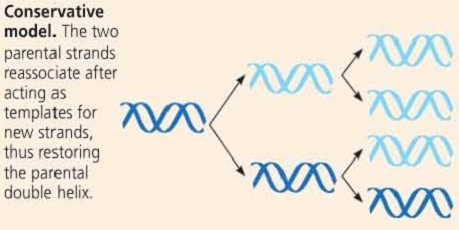 Conservative
model. The two
parental strands
reassociate after
acting as
templates for
new strands,
thus restoring
the parental
double helix.